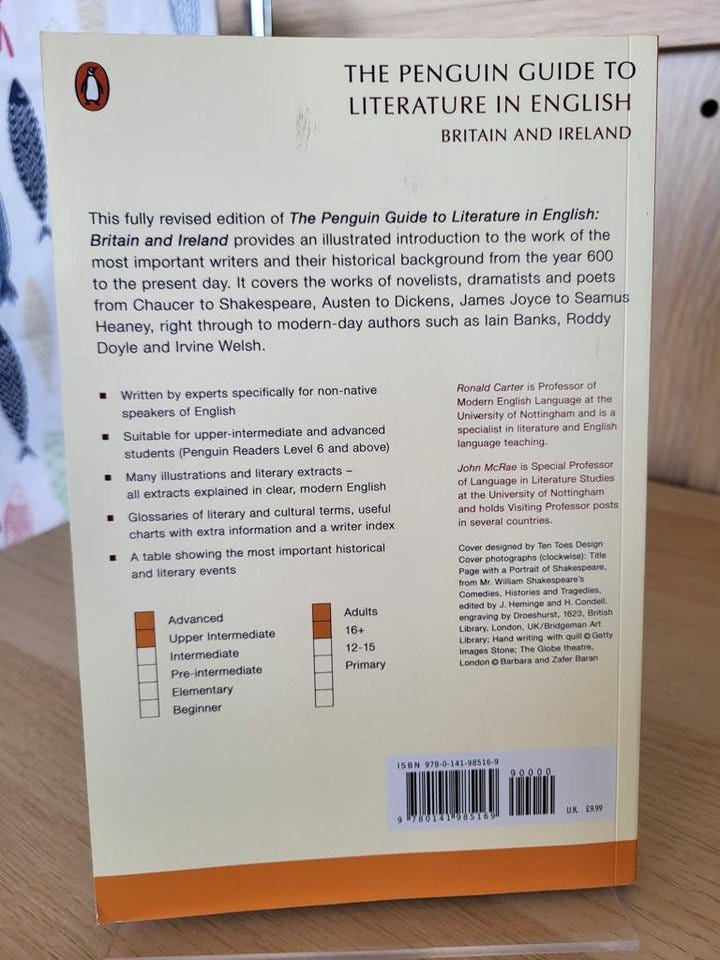 THE PENGUIN GUIDE TO
LITERATURE IN ENGLISH
BRITAIN AND IRELAND
This fully revised edition of The Penguin Guide to Literature in English:
Britain and Ireland provides an illustrated introduction to the work of the
most important writers and their historical background from the year 600
to the present day. It covers the works of novelists, dramatists and poets
from Chaucer to Shakespeare, Austen to Dickens, James Joyce to Seamus
Heaney, right through to modern-day authors such as Iain Banks, Roddy
Doyle and Irvine Welsh.
Written by experts specifically for non-native
speakers of English
Suitable for upper-intermediate and advanced
students (Penguin Readers Level 6 and above)
Many illustrations and literary extracts –
all extracts explained in clear, modern English
Glossaries of literary and cultural terms, useful
charts with extra information and a writer index
A table showing the most important historical
and literary events
Advanced
Upper Intermediate
Intermediate
Pre-intermediate
Elementary
Beginner
Adults
16+
12-15
Primary
Ronald Carter is Professor of
Modern English Language at the
University of Nottingham and is a
specialist in literature and English
language teaching.
John McRae is Special Professor
of Language in Literature Studies
at the University of Nottingham
and holds Visiting Professor posts
in several countries.
Cover designed by Ten Toes Design
Cover photographs (clockwise): Title
Page with a Portrait of Shakespeare,
from Mr. William Shakespeare's
Comedies, Histories and Tragedies,
edited by J. Heminge and H. Condell.
engraving by Droeshurst, 1623, British
Library, London, UK/Bridgeman Art
Library; Hand writing with quill © Getty
Images Stone; The Globe theatre,
London © Barbara and Zafer Baran
ISBN 978-0-141-98516-9
90000
9 780141 985169
U.K. £9.99